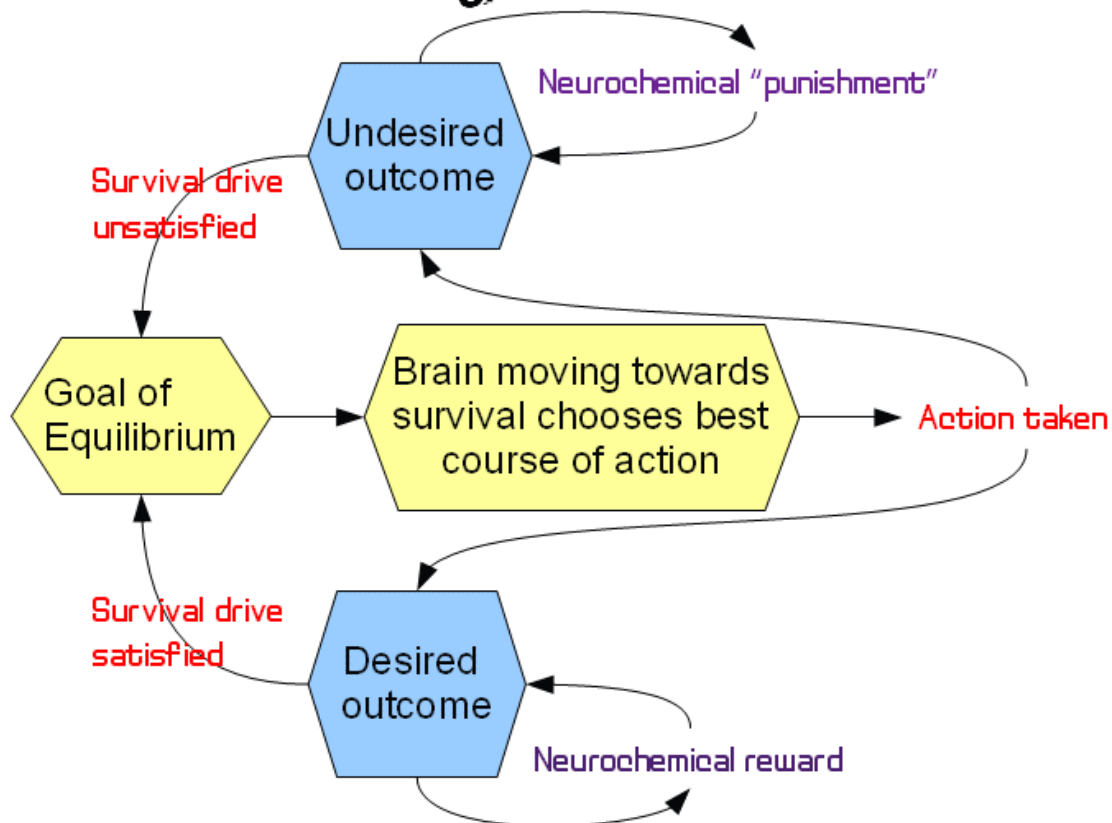 Neurochemical “punishment”
Undesired
outcome
Survival drive
unsatisfied
Goal of
Equilibrium
Brain moving towards
survival chooses best
course of action
Action taken
Survival drive
satisfied
Desired
outcome
Neurochemical reward